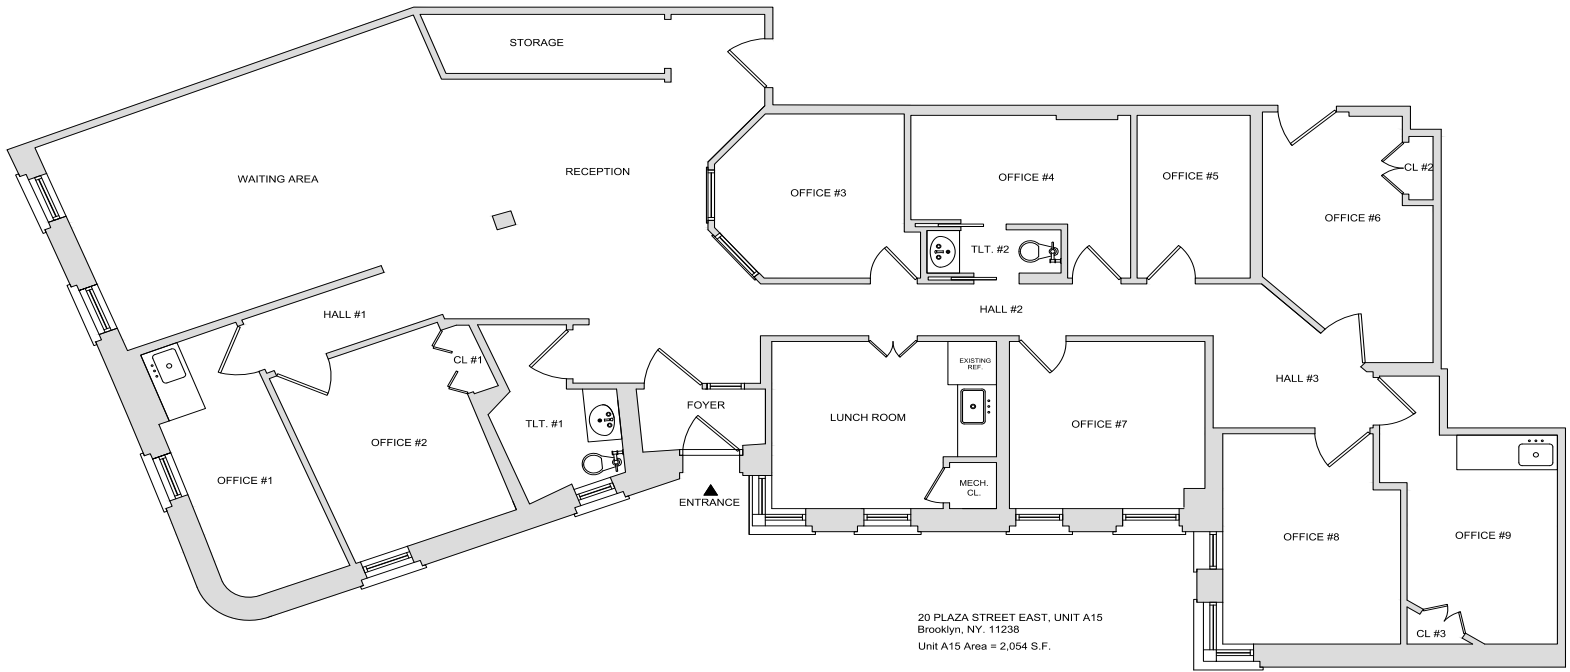 STORAGE
WAITING AREA
RECEPTION
OFFICE #3
OFFICE #4
OFFICE #5
CL #2
OFFICE #6
TLT. #2
HALL #1
HALL #2
CL #1
EXISTING
REF.
HALL #3
FOYER
LUNCH ROOM
TLT. #1
OFFICE #7
OFFICE #2
OFFICE #1
MECH.
CL.
ENTRANCE
OFFICE #8
OFFICE #9
CL #3
20 PLAZA STREET EAST, UNIT A15
Brooklyn, NY. 11238
Unit A15 Area = 2,054 S.F.